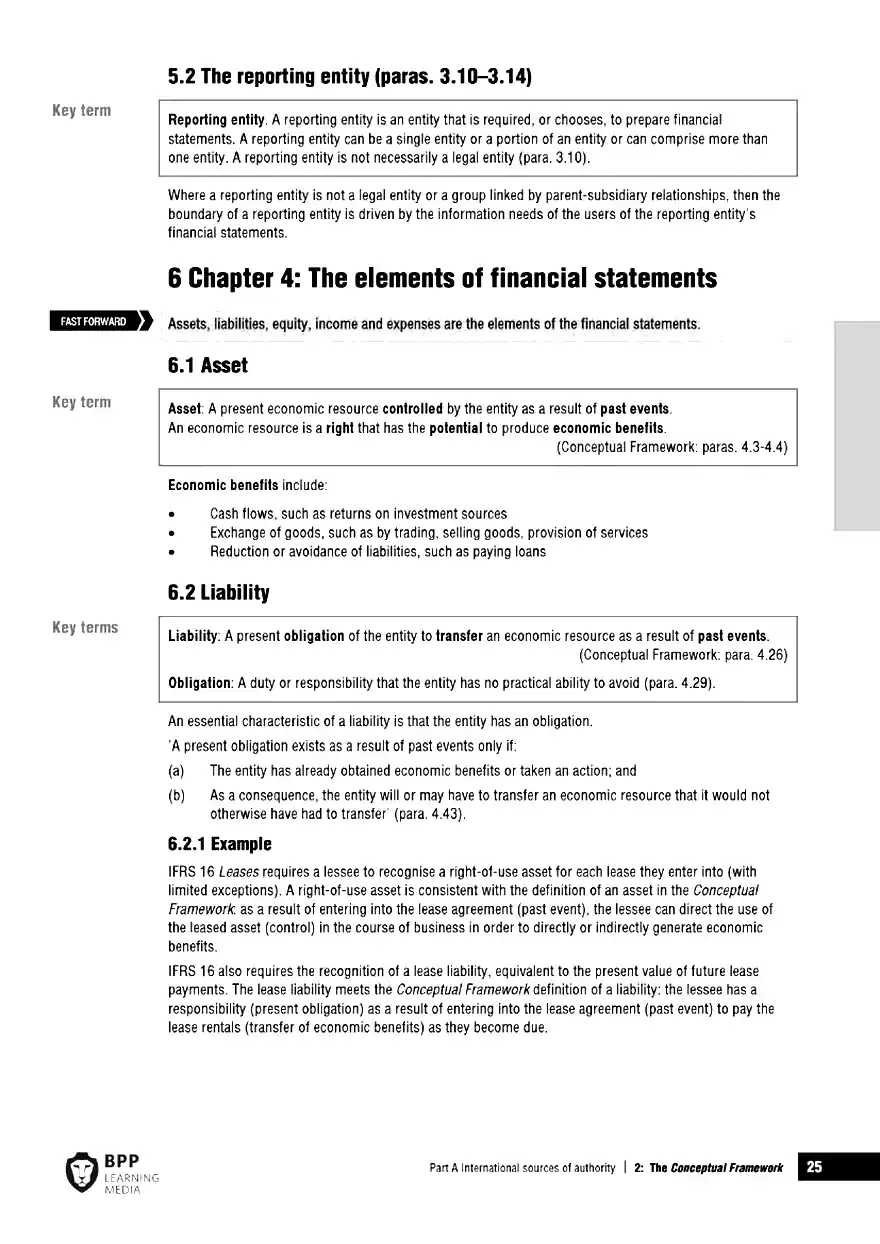 5.2 The reporting entity (paras. 3.10–3.14)
Key term
Reporting entity. A reporting entity is an entity that is required, or chooses, to prepare financial
statements. A reporting entity can be a single entity or a portion of an entity or can comprise more than
one entity. A reporting entity is not necessarily a legal entity (para. 3.10).
Where a reporting entity is not a legal entity or a group linked by parent-subsidiary relationships, then the
boundary of a reporting entity is driven by the information needs of the users of the reporting entity's
financial statements.
6 Chapter 4: The elements of financial statements
FAST FORWARD
Assets, liabilities, equity, income and expenses are the elements of the financial statements.
6.1 Asset
Key term
Asset: A present economic resource controlled by the entity as a result of past events.
An economic resource is a right that has the potential to produce economic benefits.
(Conceptual Framework: paras. 4.3-4.4)
Economic benefits include:
• Cash flows, such as returns on investment sources
• Exchange of goods, such as by trading, selling goods, provision of services
• Reduction or avoidance of liabilities, such as paying loans
6.2 Liability
Key terms
Liability: A present obligation of the entity to transfer an economic resource as a result of past events.
(Conceptual Framework: para. 4.26)
Obligation: A duty or responsibility that the entity has no practical ability to avoid (para. 4.29).
An essential characteristic of a liability is that the entity has an obligation.
'A present obligation exists as a result of past events only if:
(a) The entity has already obtained economic benefits or taken an action; and
(b) As a consequence, the entity will or may have to transfer an economic resource that it would not
otherwise have had to transfer' (para. 4.43).
6.2.1 Example
IFRS 16 Leases requires a lessee to recognise a right-of-use asset for each lease they enter into (with
limited exceptions). A right-of-use asset is consistent with the definition of an asset in the Conceptual
Framework: as a result of entering into the lease agreement (past event), the lessee can direct the use of
the leased asset (control) in the course of business in order to directly or indirectly generate economic
benefits.
IFRS 16 also requires the recognition of a lease liability, equivalent to the present value of future lease
payments. The lease liability meets the Conceptual Framework definition of a liability: the lessee has a
responsibility (present obligation) as a result of entering into the lease agreement (past event) to pay the
lease rentals (transfer of economic benefits) as they become due.
BPP
LEARNING
MEDIA
Part A International sources of authority | 2: The Conceptual Framework 25